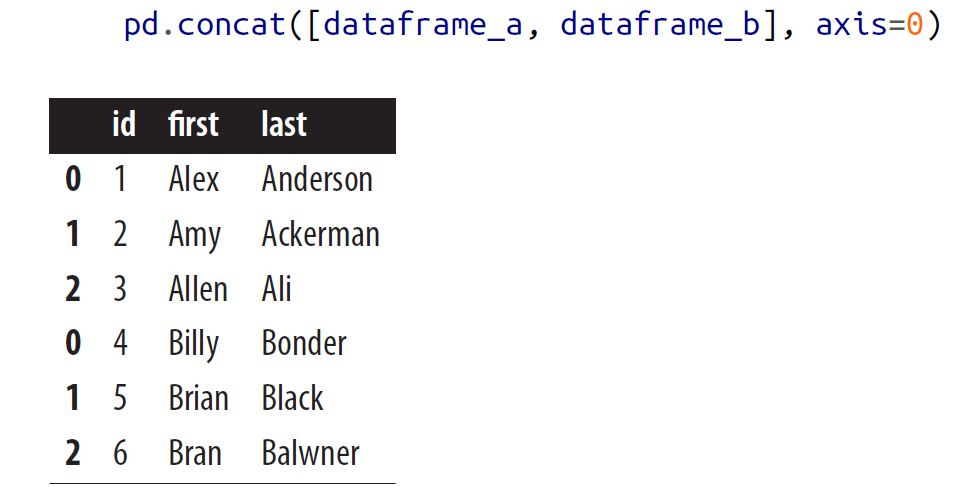 pd.concat([dataframe_a, dataframe_b], axis=0)
id first last
0 1 Alex Anderson
1 2 Amy Ackerman
2 3 Allen Ali
0 4 Billy Bonder
1 5 Brian Black
2 6 Bran Balwner